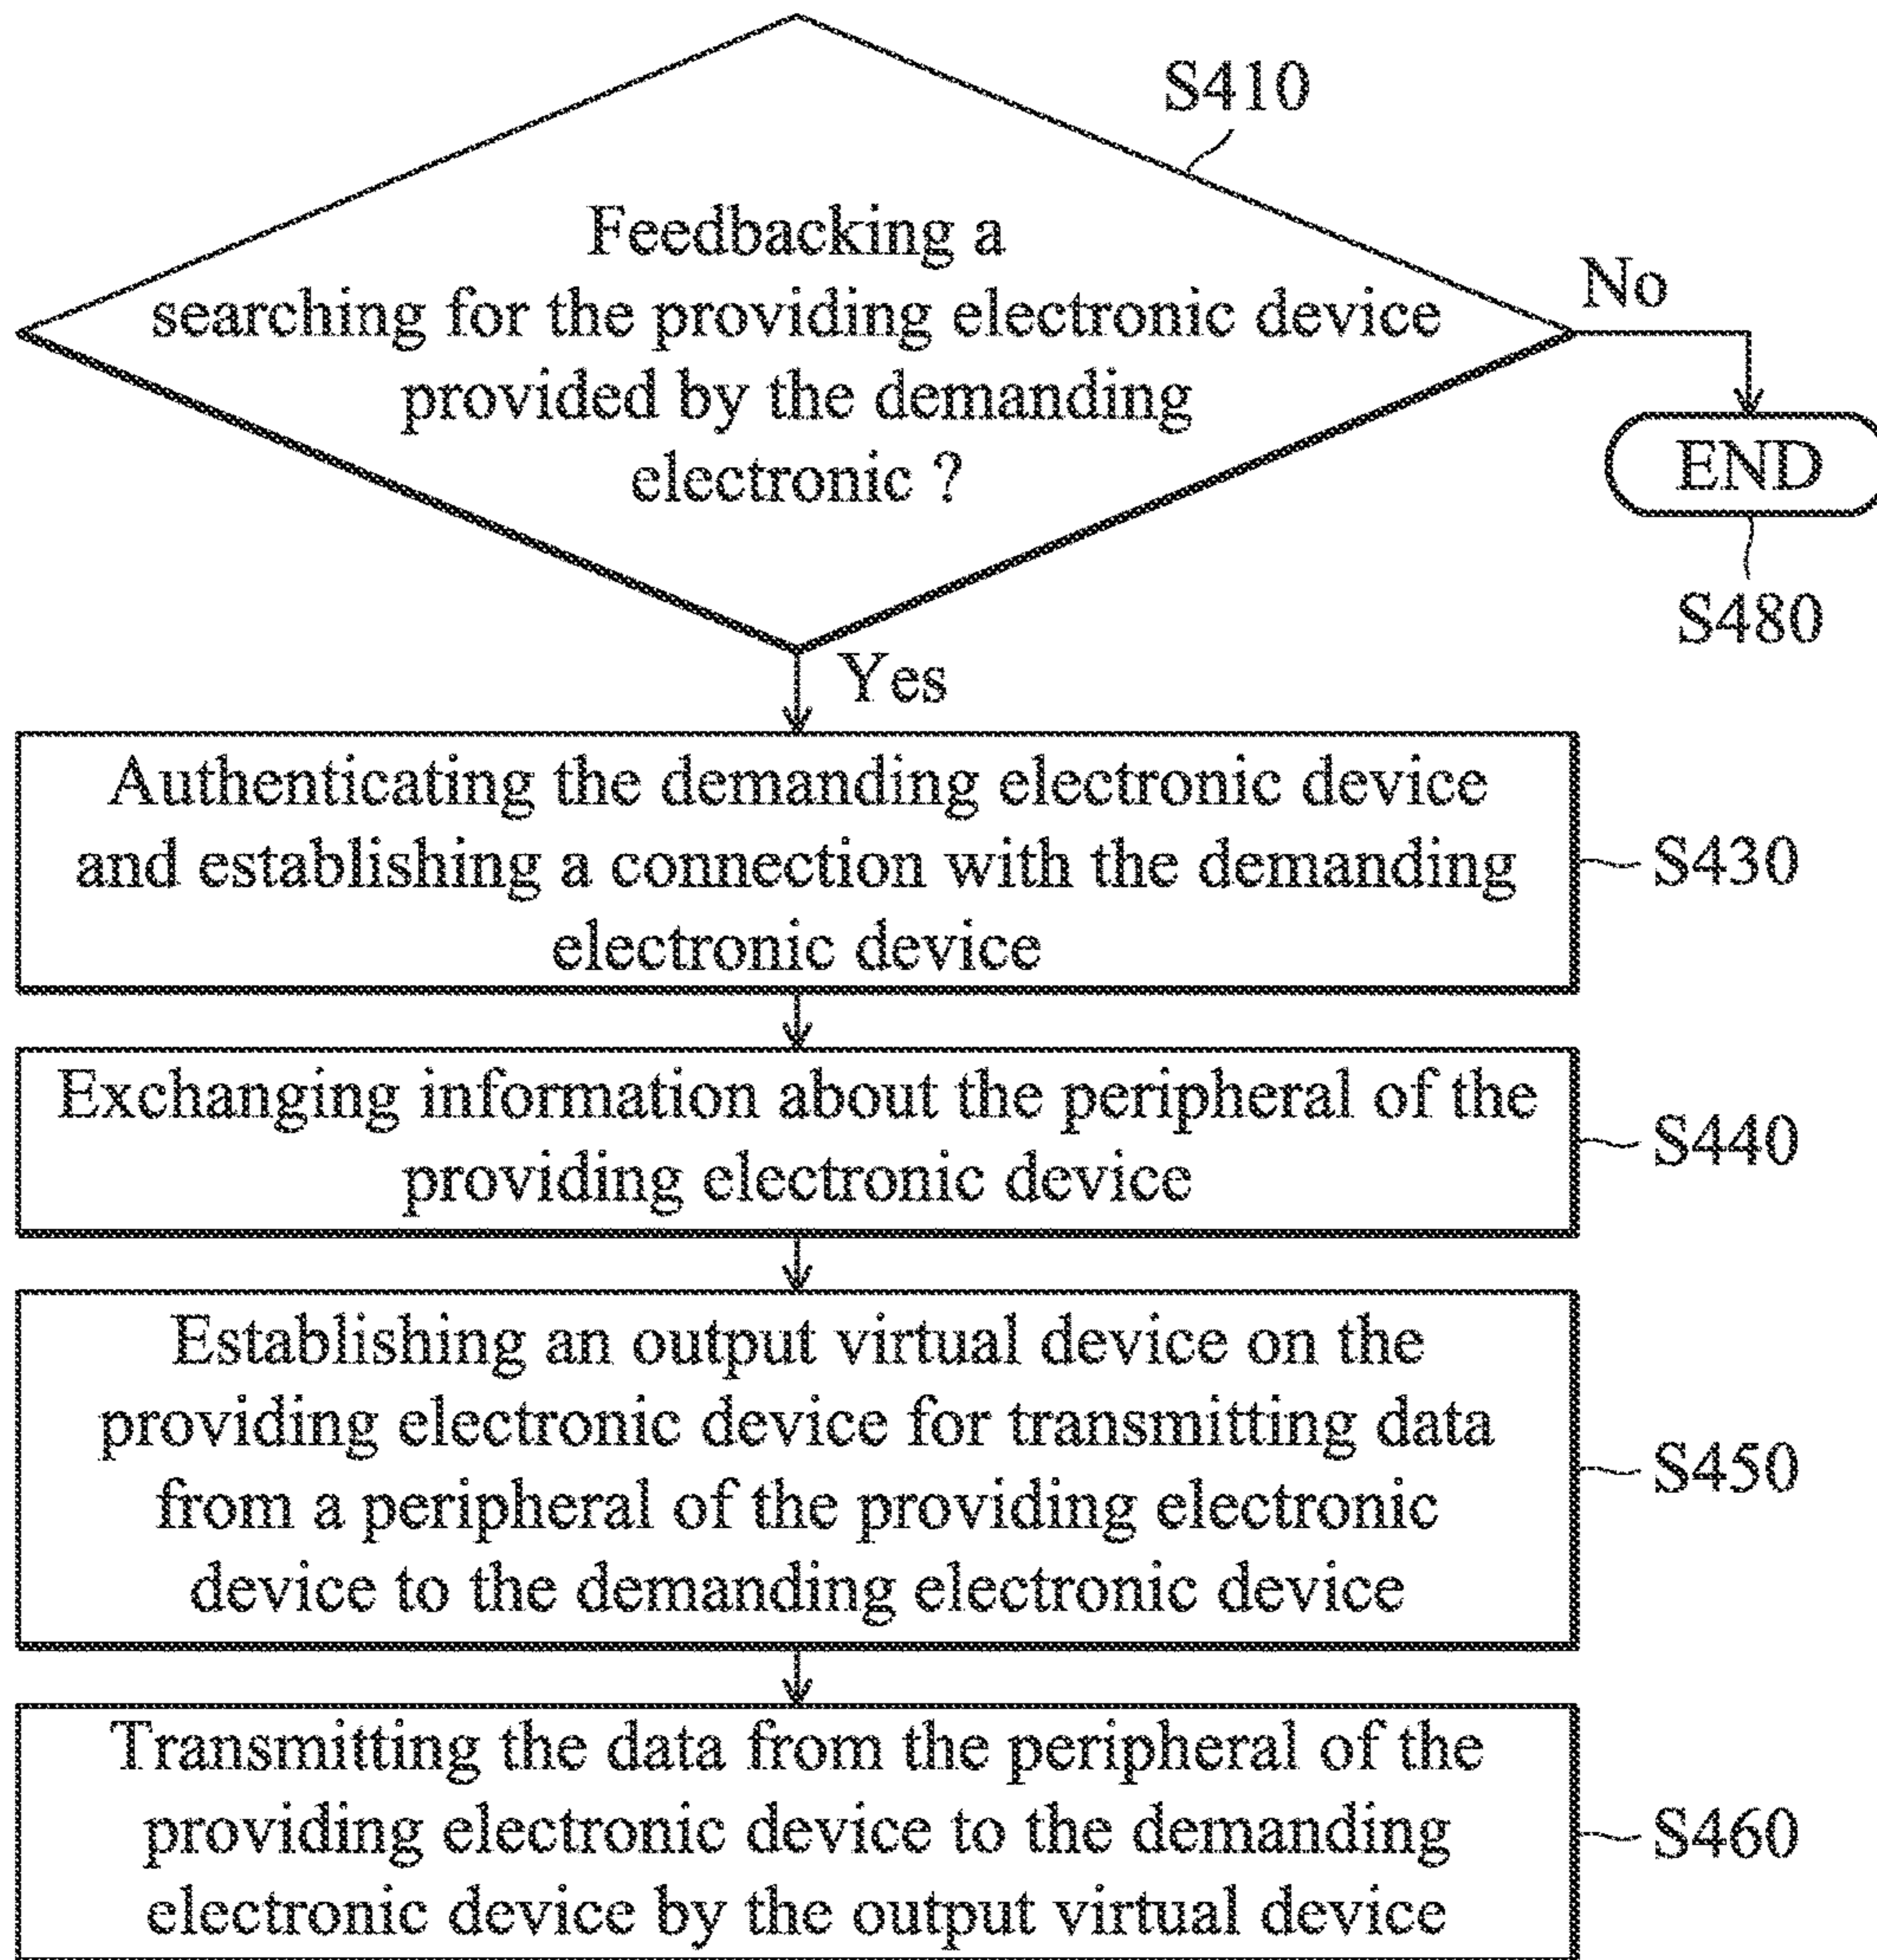 S410
Feedbacking a
searching for the providing electronic device
provided by the demanding
electronic ?
No
END
S480
Yes
Authenticating the demanding electronic device
and establishing a connection with the demanding
electronic device
S430
Exchanging information about the peripheral of the
providing electronic device
S440
Establishing an output virtual device on the
providing electronic device for transmitting data
from a peripheral of the providing electronic
device to the demanding electronic device
S450
Transmitting the data from the peripheral of the
providing electronic device to the demanding
electronic device by the output virtual device
S460